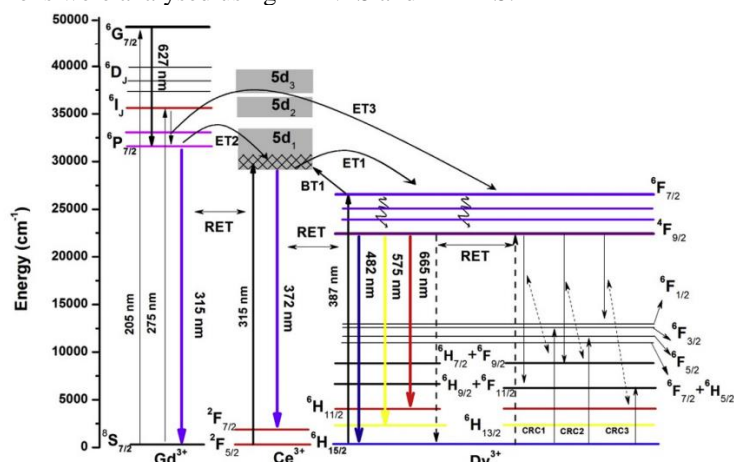 50000
45000
40000
35000
30000
25000
20000
15000
10000
5000
0
Energy (cm⁻¹)
⁶G₇/₂
627 nm
⁶D_J
⁶I_J
⁶P₇/₂
5d₃
5d₂
5d₁
ET3
ET2
ET1
BT1
⁶F₇/₂
⁴F₉/₂
RET
RET
RET
205 nm
275 nm
315 nm
315 nm
372 nm
387 nm
482 nm
575 nm
665 nm
⁶F₁/₂
⁶F₃/₂
⁶F₅/₂
⁶F₇/₂+⁶H₅/₂
⁶H₇/₂+⁶F₉/₂
⁶H₉/₂+⁶F₁₁/₂
⁶H₁₁/₂
⁶H₁₃/₂
CRC1
CRC2
CRC3
²F₇/₂
⁸S₇/₂
²F₅/₂
⁶H₁₅/₂
Gd³⁺
Ce³⁺
Dy³⁺